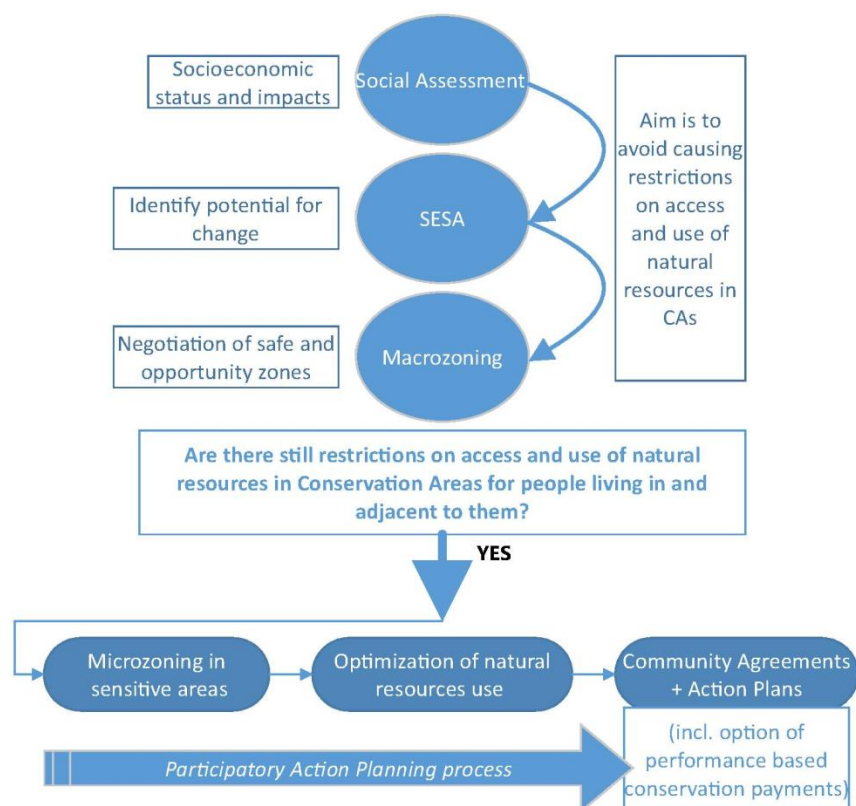 Socioeconomic
status and impacts
Social Assessment
Aim is to
avoid causing
restrictions
on access
and use of
natural
resources in
CAs
Identify potential for
change
SESA
Negotiation of safe and
opportunity zones
Macrozoning
Are there still restrictions on access and use of natural
resources in Conservation Areas for people living in and
adjacent to them?
YES
Microzoning in
sensitive areas
Optimization of natural
resources use
Community Agreements
+ Action Plans
(incl. option of
performance based
conservation payments)
Participatory Action Planning process